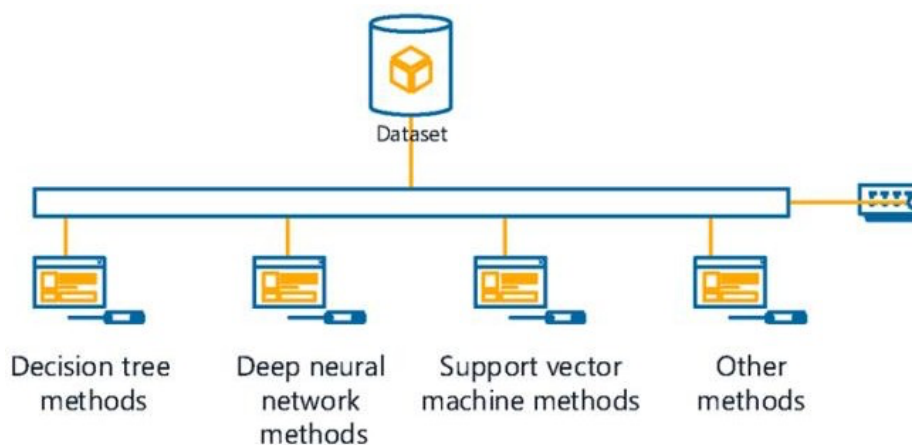 Dataset
Decision tree
methods
Deep neural
network
methods
Support vector
machine methods
Other
methods